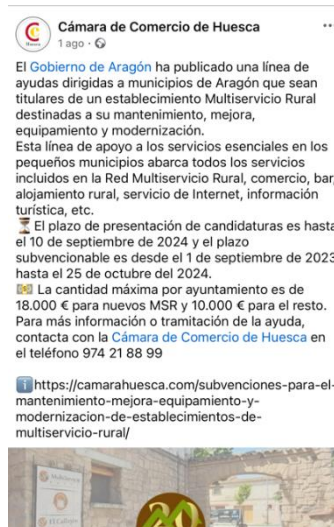 Cámara de Comercio de Huesca
1 ago ·
El Gobierno de Aragón ha publicado una línea de
ayudas dirigidas a municipios de Aragón que sean
titulares de un establecimiento Multiservicio Rural
destinadas a su mantenimiento, mejora,
equipamiento y modernización.
Esta línea de apoyo a los servicios esenciales en los
pequeños municipios abarca todos los servicios
incluidos en la Red Multiservicio Rural, comercio, bar,
alojamiento rural, servicio de Internet, información
turística, etc.
⏳ El plazo de presentación de candidaturas es hasta
el 10 de septiembre de 2024 y el plazo
subvencionable es desde el 1 de septiembre de 2023
hasta el 25 de octubre del 2024.
💶 La cantidad máxima por ayuntamiento es de
18.000 € para nuevos MSR y 10.000 € para el resto.
Para más información o tramitación de la ayuda,
contacta con la Cámara de Comercio de Huesca en
el teléfono 974 21 88 99
ℹ️https://camarahuesca.com/subvenciones-para-el-
mantenimiento-mejora-equipamiento-y-
modernizacion-de-establecimientos-de-
multiservicio-rural/